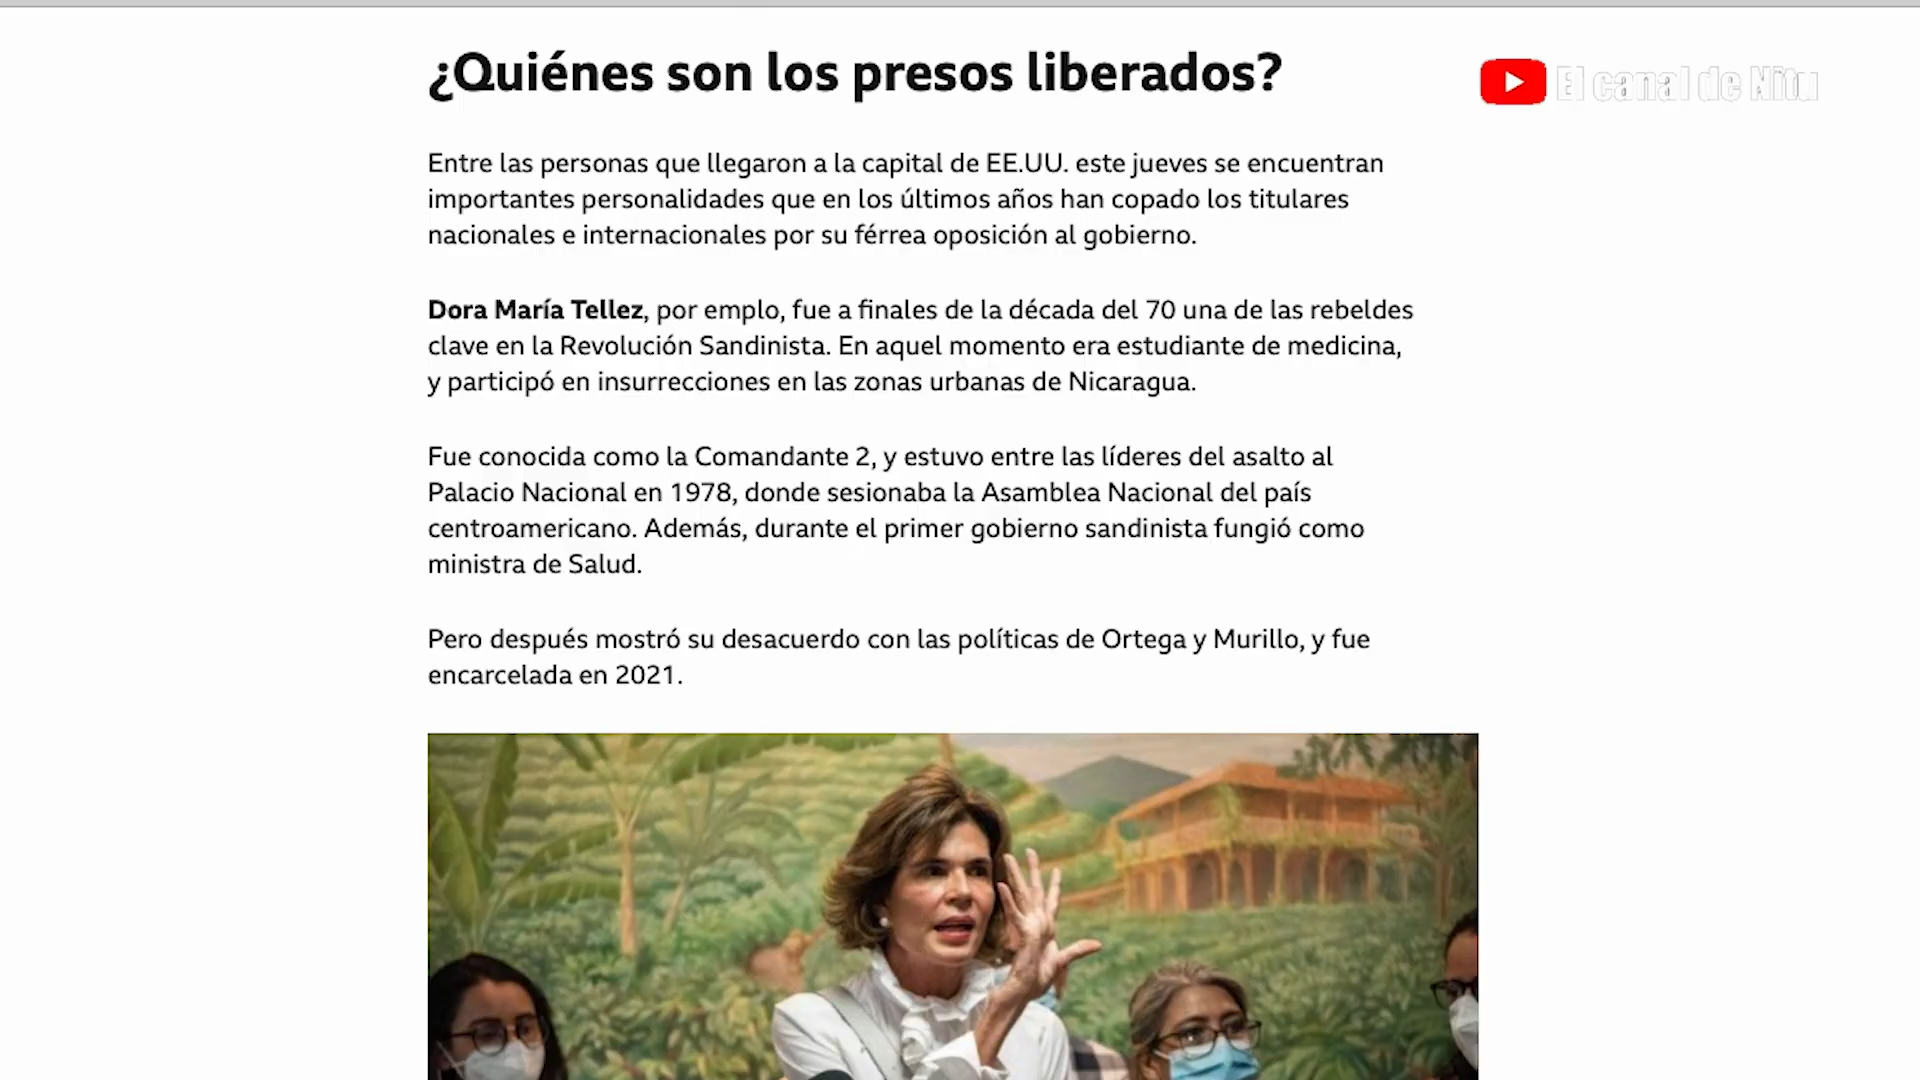 ¿Quiénes son los presos liberados?
El canal de Nitu
Entre las personas que llegaron a la capital de EE.UU. este jueves se encuentran
importantes personalidades que en los últimos años han copado los titulares
nacionales e internacionales por su férrea oposición al gobierno.
Dora María Tellez, por emplo, fue a finales de la década del 70 una de las rebeldes
clave en la Revolución Sandinista. En aquel momento era estudiante de medicina,
y participó en insurrecciones en las zonas urbanas de Nicaragua.
Fue conocida como la Comandante 2, y estuvo entre las líderes del asalto al
Palacio Nacional en 1978, donde sesionaba la Asamblea Nacional del país
centroamericano. Además, durante el primer gobierno sandinista fungió como
ministra de Salud.
Pero después mostró su desacuerdo con las políticas de Ortega y Murillo, y fue
encarcelada en 2021.